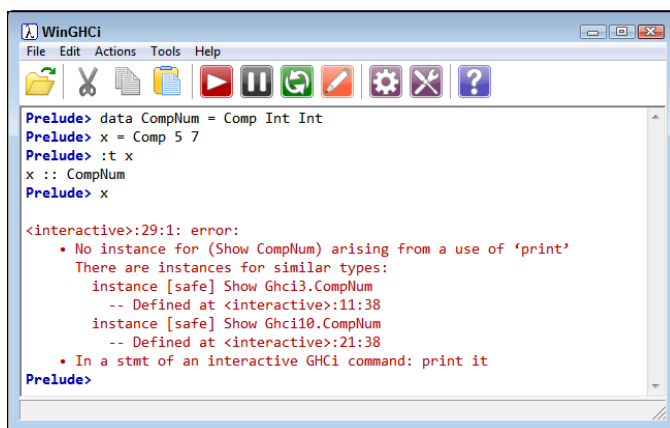 WinGHCi
File Edit Actions Tools Help
Prelude> data CompNum = Comp Int Int
Prelude> x = Comp 5 7
Prelude> :t x
x :: CompNum
Prelude> x
<interactive>:29:1: error:
• No instance for (Show CompNum) arising from a use of ‘print’
There are instances for similar types:
instance [safe] Show Ghci3.CompNum
-- Defined at <interactive>:11:38
instance [safe] Show Ghci10.CompNum
-- Defined at <interactive>:21:38
• In a stmt of an interactive GHCi command: print it
Prelude>